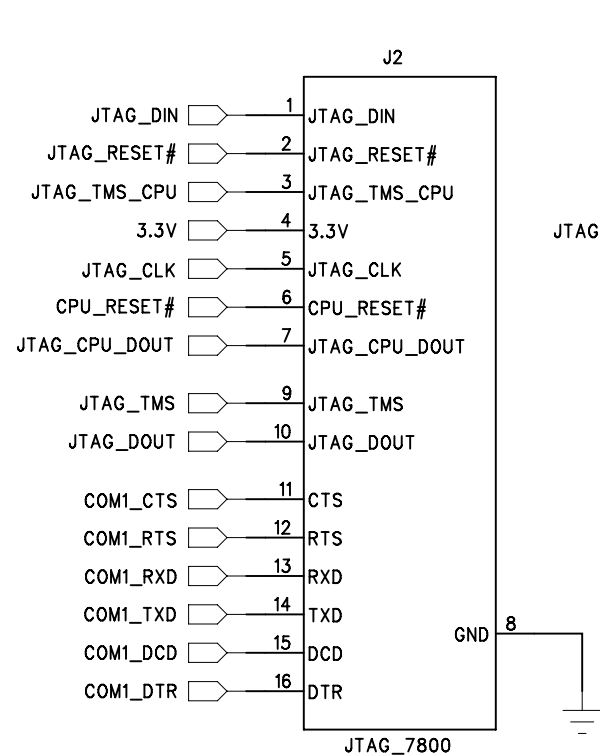 J2
JTAG_DIN 1 JTAG_DIN
JTAG_RESET# 2 JTAG_RESET#
JTAG_TMS_CPU 3 JTAG_TMS_CPU
3.3V 4 3.3V JTAG
JTAG_CLK 5 JTAG_CLK
CPU_RESET# 6 CPU_RESET#
JTAG_CPU_DOUT 7 JTAG_CPU_DOUT
JTAG_TMS 9 JTAG_TMS
JTAG_DOUT 10 JTAG_DOUT
COM1_CTS 11 CTS
COM1_RTS 12 RTS
COM1_RXD 13 RXD
COM1_TXD 14 TXD
GND 8
COM1_DCD 15 DCD
COM1_DTR 16 DTR
JTAG_7800